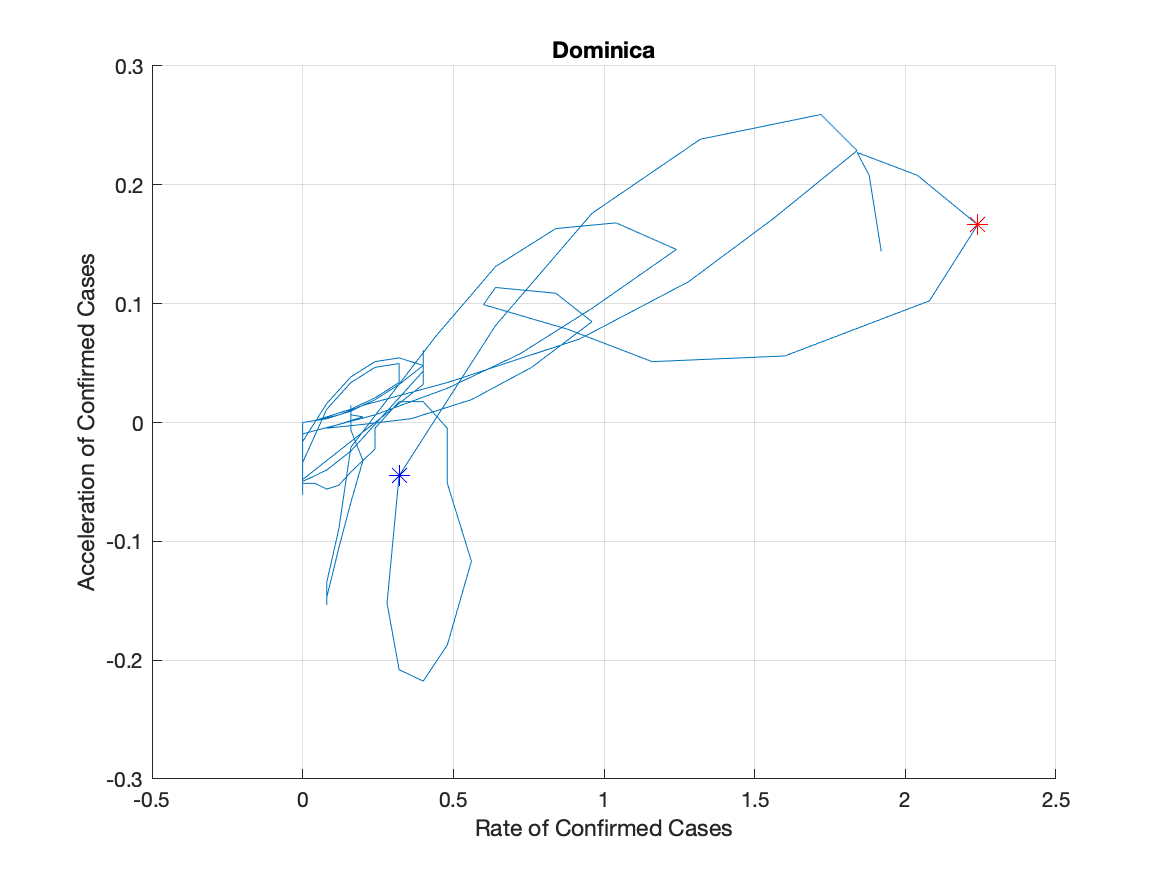 Dominica
0.3
0.2
0.1
0
-0.1
-0.2
-0.3
Acceleration of Confirmed Cases
-0.5 0 0.5 1 1.5 2 2.5
Rate of Confirmed Cases